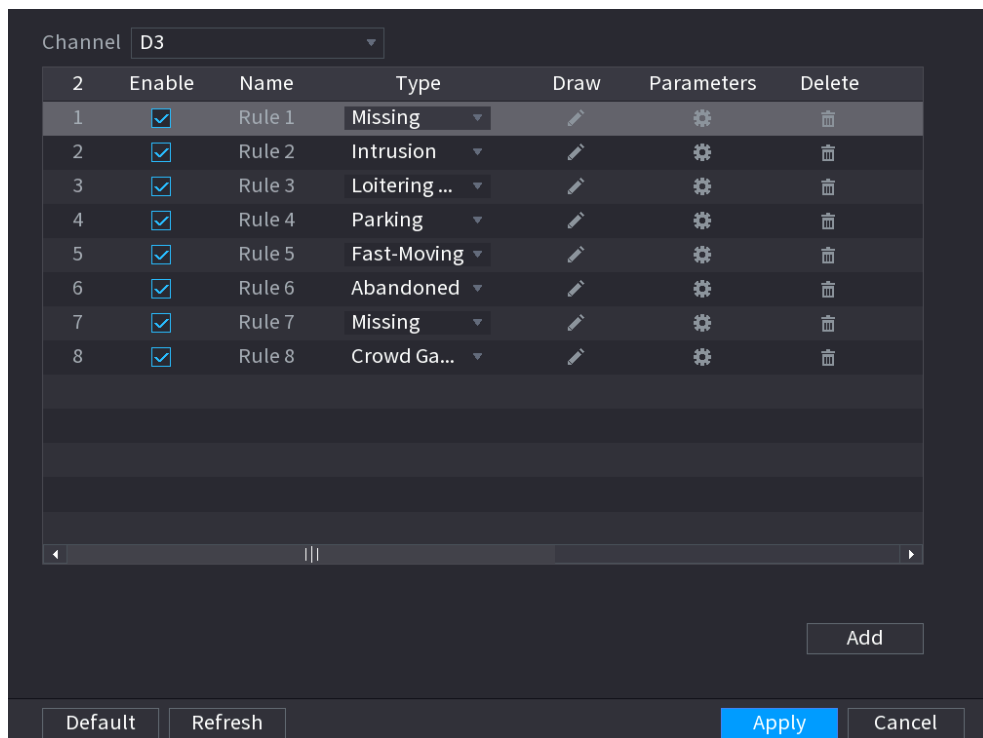 Channel D3
2 Enable Name Type Draw Parameters Delete
1 Rule 1 Missing
2 Rule 2 Intrusion
3 Rule 3 Loitering ...
4 Rule 4 Parking
5 Rule 5 Fast-Moving
6 Rule 6 Abandoned
7 Rule 7 Missing
8 Rule 8 Crowd Ga...
Add
Default Refresh Apply Cancel